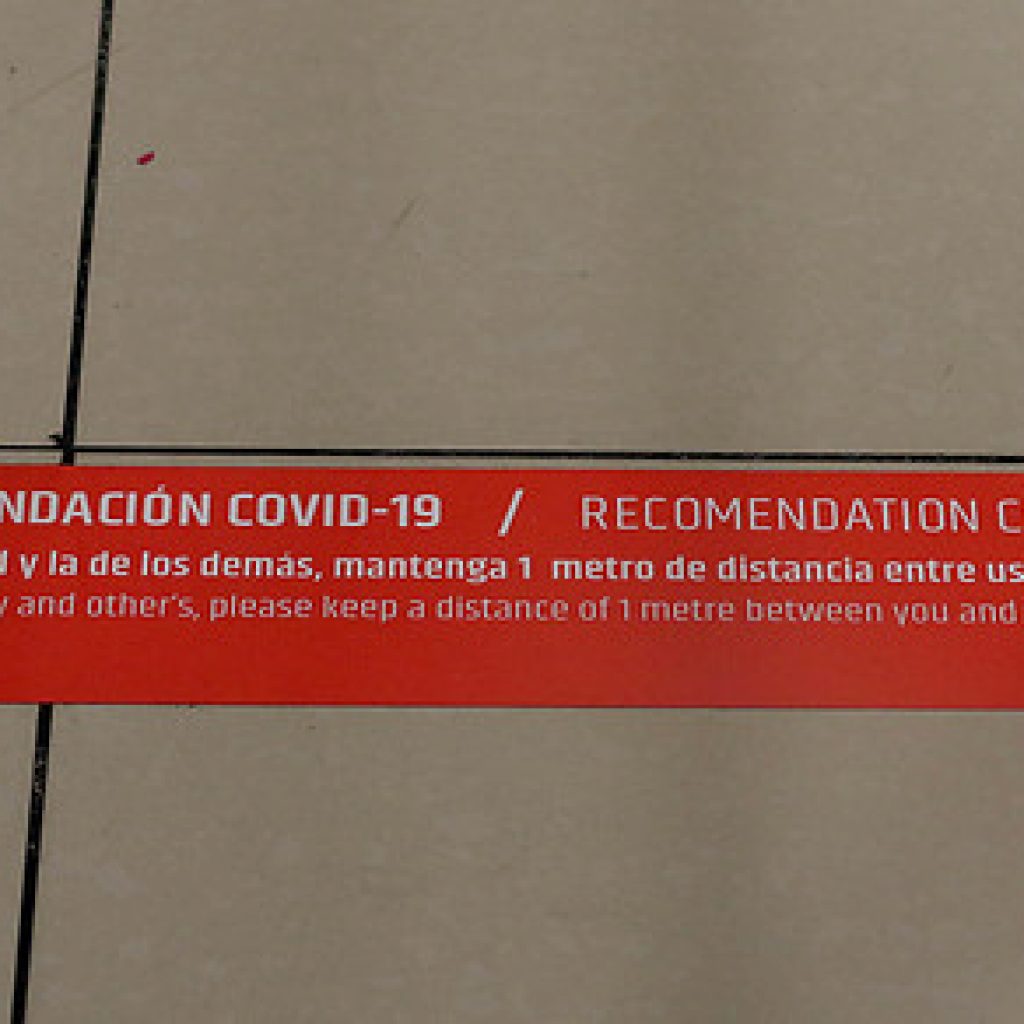 NDACIÓN COVID-19 / RECOMENDATION C
y la de los demás, mantenga 1 metro de distancia entre us
y and other's, please keep a distance of 1 metre between you and